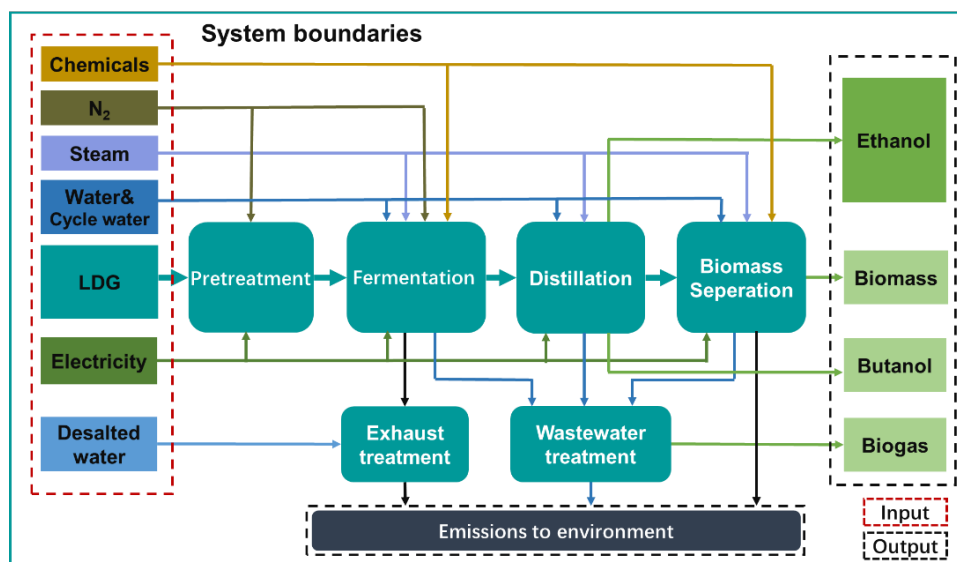 System boundaries
Chemicals
N₂
Steam
Water&
Cycle water
LDG
Electricity
Desalted
water
Pretreatment
Fermentation
Distillation
Biomass
Seperation
Exhaust
treatment
Wastewater
treatment
Emissions to environment
Ethanol
Biomass
Butanol
Biogas
Input
Output